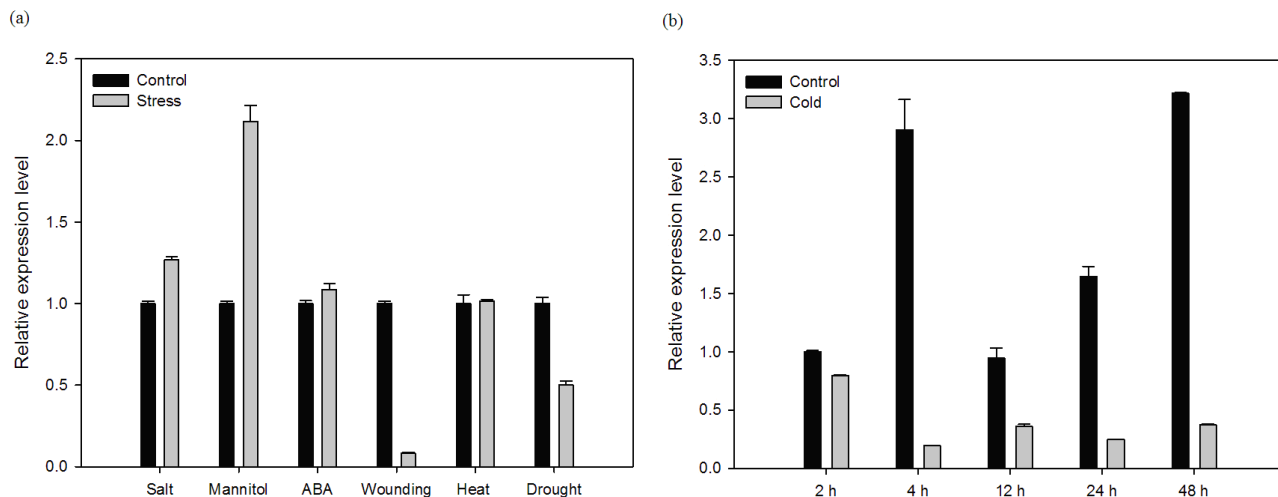 (a)
Relative expression level
2.5
2.0
1.5
1.0
0.5
0.0
Control
Stress
Salt Mannitol ABA Wounding Heat Drought
(b)
Relative expression level
3.5
3.0
2.5
2.0
1.5
1.0
0.5
0.0
Control
Cold
2 h 4 h 12 h 24 h 48 h